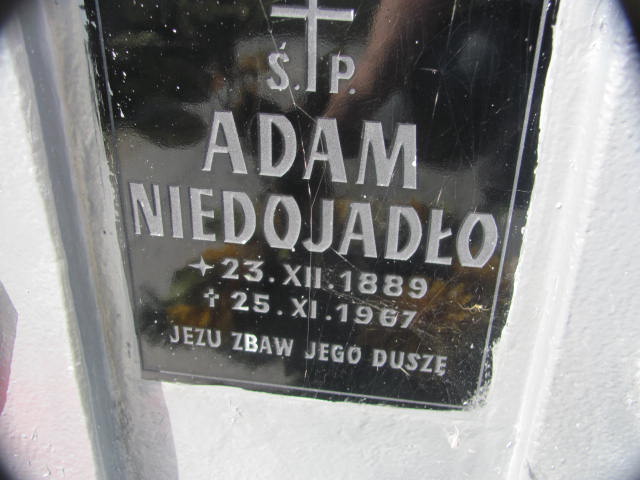 Ś. P.
ADAM
NIEDOJADŁO
23. XII. 1889
† 25. XI. 1967
JEZU ZBAW JEGO DUSZĘ